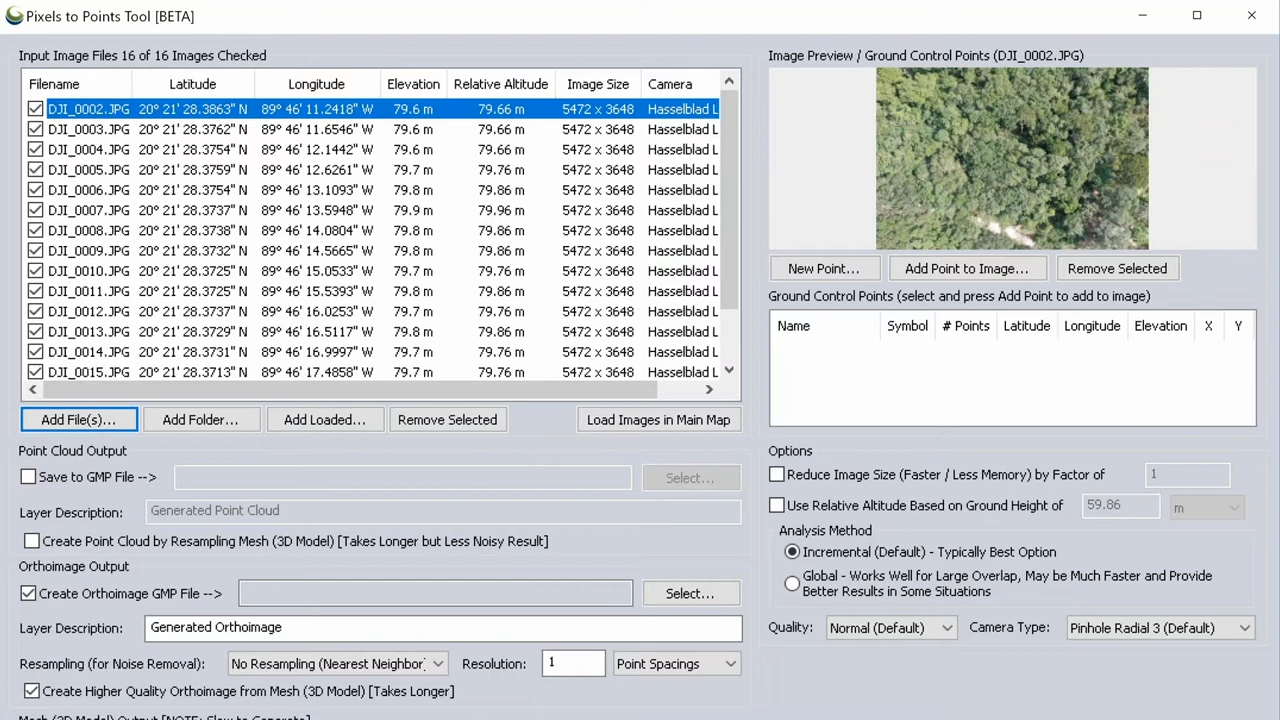 Pixels to Points Tool [BETA]
Input Image Files 16 of 16 Images Checked
Filename Latitude Longitude Elevation Relative Altitude Image Size Camera
DJI_0002.JPG 20° 21' 28.3863" N 89° 46' 11.2418" W 79.6 m 79.66 m 5472 x 3648 Hasselblad L
DJI_0003.JPG 20° 21' 28.3762" N 89° 46' 11.6546" W 79.6 m 79.66 m 5472 x 3648 Hasselblad L
DJI_0004.JPG 20° 21' 28.3754" N 89° 46' 12.1442" W 79.6 m 79.66 m 5472 x 3648 Hasselblad L
DJI_0005.JPG 20° 21' 28.3759" N 89° 46' 12.6261" W 79.7 m 79.76 m 5472 x 3648 Hasselblad L
DJI_0006.JPG 20° 21' 28.3754" N 89° 46' 13.1093" W 79.8 m 79.86 m 5472 x 3648 Hasselblad L
DJI_0007.JPG 20° 21' 28.3737" N 89° 46' 13.5948" W 79.9 m 79.96 m 5472 x 3648 Hasselblad L
DJI_0008.JPG 20° 21' 28.3738" N 89° 46' 14.0804" W 79.8 m 79.86 m 5472 x 3648 Hasselblad L
DJI_0009.JPG 20° 21' 28.3732" N 89° 46' 14.5665" W 79.8 m 79.86 m 5472 x 3648 Hasselblad L
DJI_0010.JPG 20° 21' 28.3725" N 89° 46' 15.0533" W 79.7 m 79.76 m 5472 x 3648 Hasselblad L
DJI_0011.JPG 20° 21' 28.3725" N 89° 46' 15.5393" W 79.8 m 79.86 m 5472 x 3648 Hasselblad L
DJI_0012.JPG 20° 21' 28.3737" N 89° 46' 16.0253" W 79.7 m 79.76 m 5472 x 3648 Hasselblad L
DJI_0013.JPG 20° 21' 28.3729" N 89° 46' 16.5117" W 79.8 m 79.86 m 5472 x 3648 Hasselblad L
DJI_0014.JPG 20° 21' 28.3731" N 89° 46' 16.9997" W 79.7 m 79.76 m 5472 x 3648 Hasselblad L
DJI_0015.JPG 20° 21' 28.3713" N 89° 46' 17.4858" W 79.7 m 79.76 m 5472 x 3648 Hasselblad L
Add File(s)... Add Folder... Add Loaded... Remove Selected Load Images in Main Map
Point Cloud Output
Save to GMP File --> Select...
Layer Description: Generated Point Cloud
Create Point Cloud by Resampling Mesh (3D Model) [Takes Longer but Less Noisy Result]
Orthoimage Output
Create Orthoimage GMP File --> Select...
Layer Description: Generated Orthoimage
Resampling (for Noise Removal): No Resampling (Nearest Neighbor) Resolution: 1 Point Spacings
Create Higher Quality Orthoimage from Mesh (3D Model) [Takes Longer]
Mesh (3D Model) Output [NOTE: Slow to Generate]
Image Preview / Ground Control Points (DJI_0002.JPG)
New Point... Add Point to Image... Remove Selected
Ground Control Points (select and press Add Point to add to image)
Name Symbol # Points Latitude Longitude Elevation X Y
Options
Reduce Image Size (Faster / Less Memory) by Factor of 1
Use Relative Altitude Based on Ground Height of 59.86 m
Analysis Method
Incremental (Default) - Typically Best Option
Global - Works Well for Large Overlap, May be Much Faster and Provide
Better Results in Some Situations
Quality: Normal (Default) Camera Type: Pinhole Radial 3 (Default)